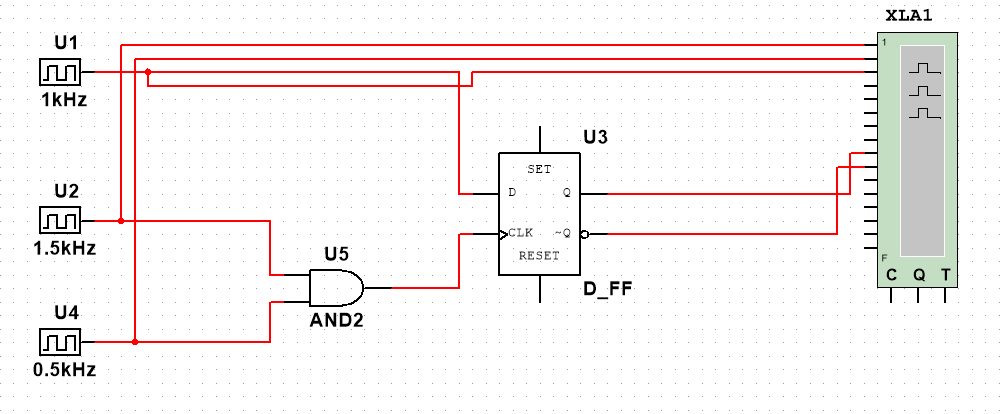 XLA1
U1
1
1kHz
U3
SET
D
Q
U2
CLK
~Q
1.5kHz
U5
RESET
F
C Q T
D_FF
U4
AND2
0.5kHz